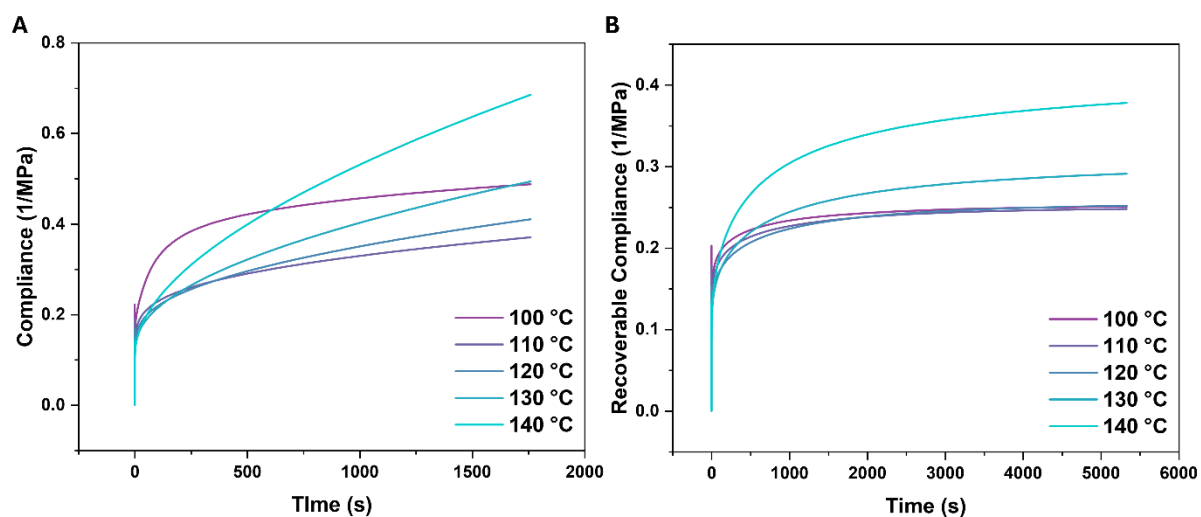 A
Compliance (1/MPa)
0.8
0.6
0.4
0.2
0.0
100 °C
110 °C
120 °C
130 °C
140 °C
0
500
1000
1500
2000
TIme (s)
B
Recoverable Compliance (1/MPa)
0.4
0.3
0.2
0.1
0.0
100 °C
110 °C
120 °C
130 °C
140 °C
0
1000
2000
3000
4000
5000
6000
Time (s)